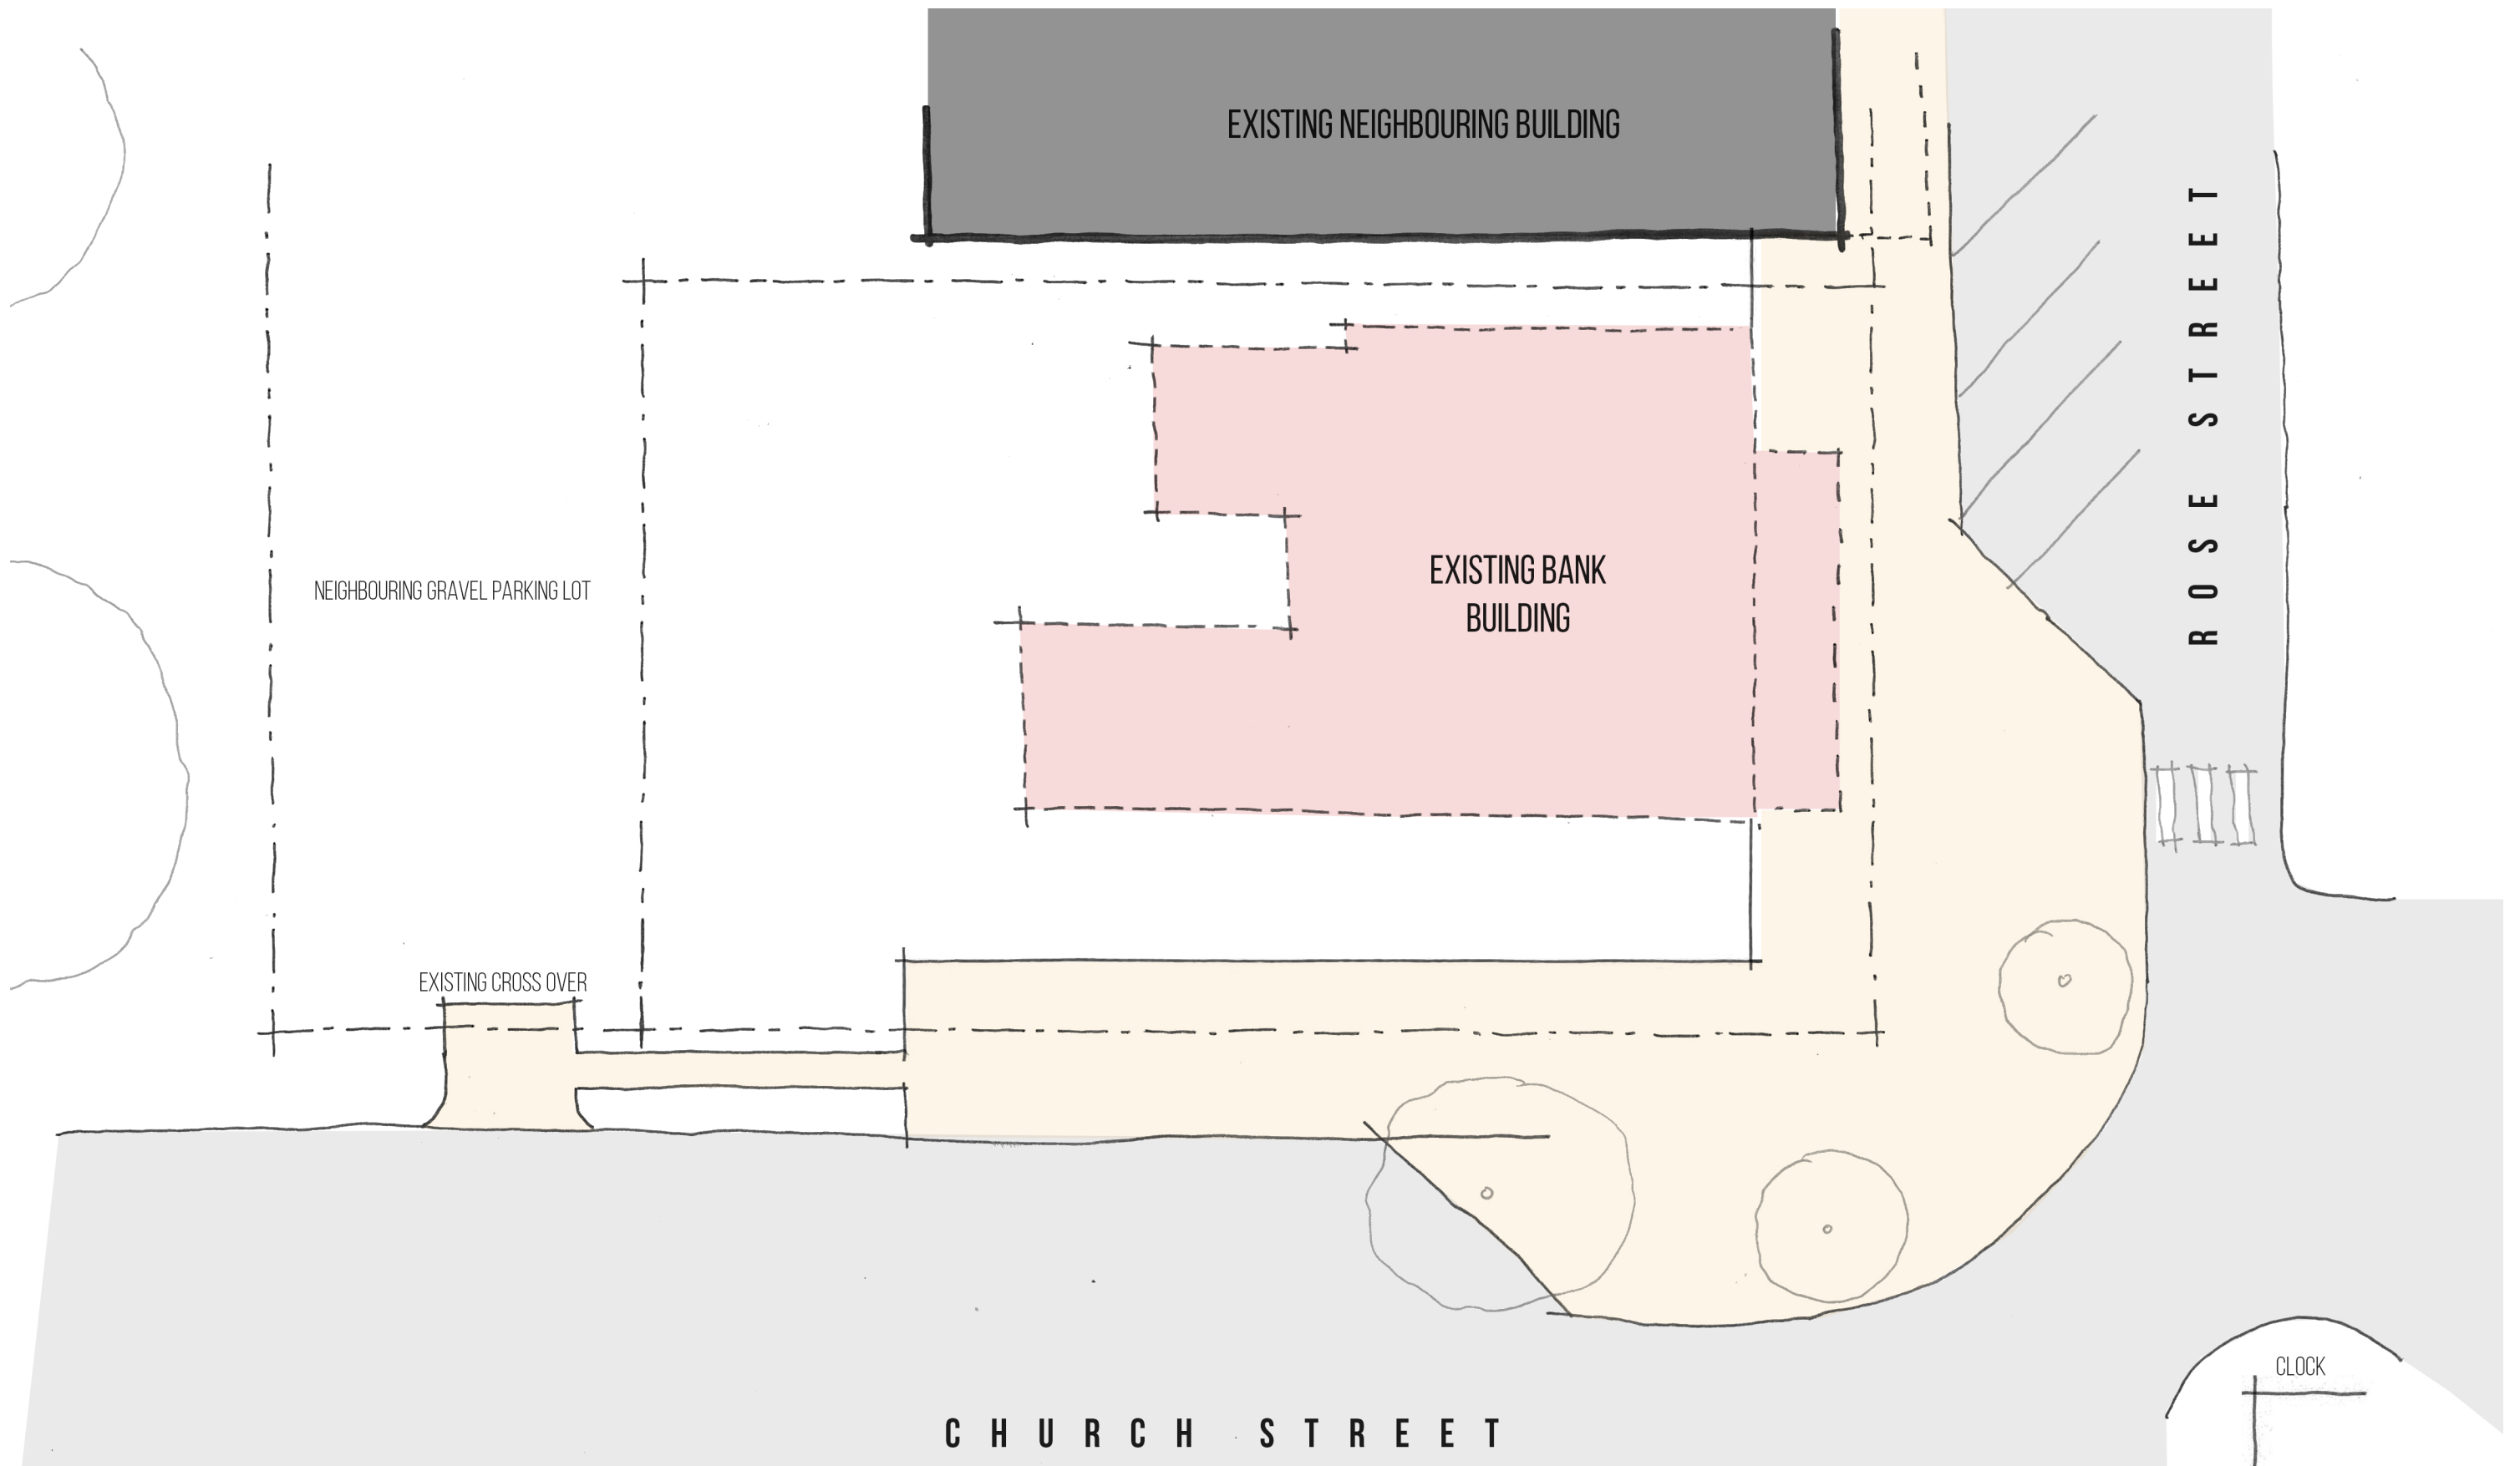 EXISTING NEIGHBOURING BUILDING
ROSE STREET
NEIGHBOURING GRAVEL PARKING LOT
EXISTING BANK
BUILDING
EXISTING CROSS OVER
CLOCK
CHURCH STREET